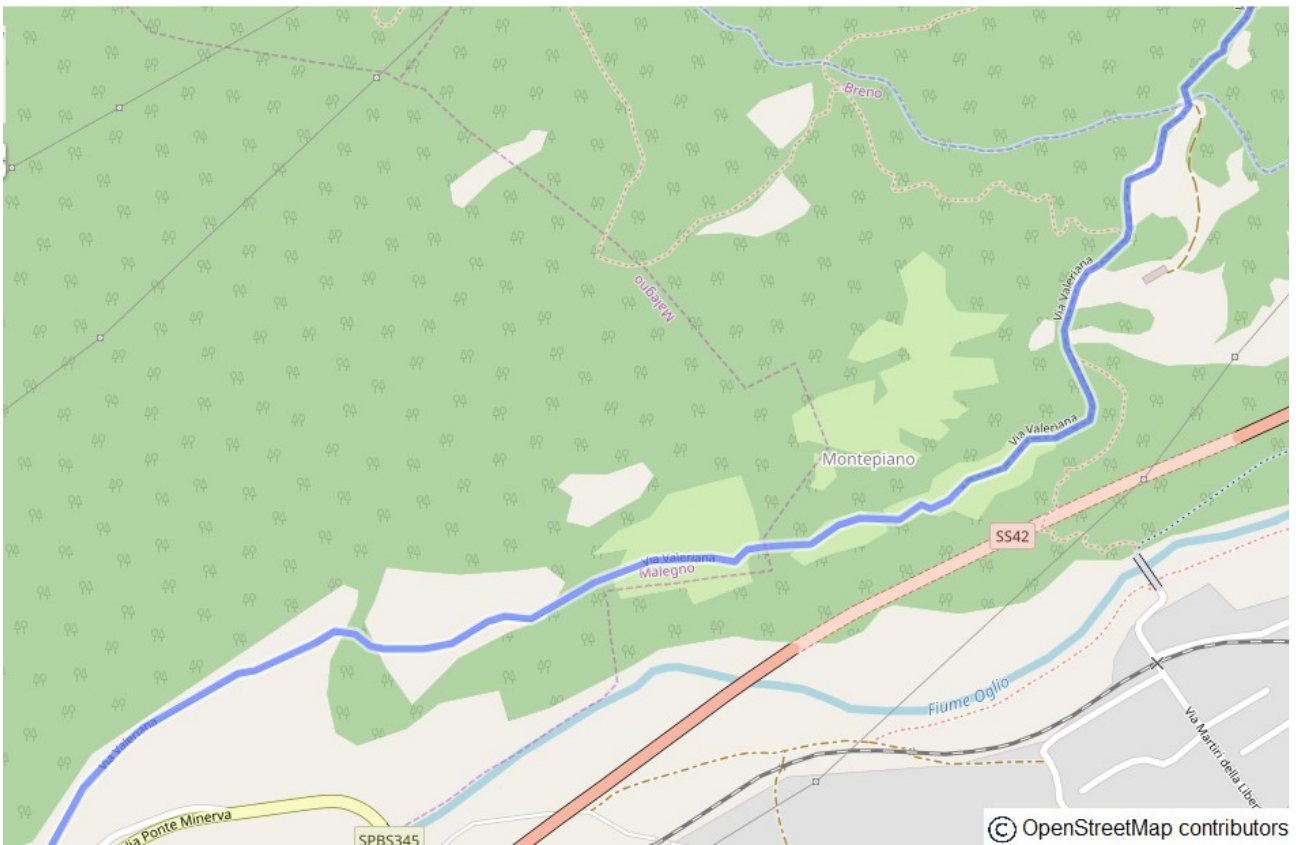 Breno
Malegno
Via Valeriana
Via Valeriana
Montepiano
SS42
Via Valeriana
Malegno
Fiume Oglio
Via Valeriana
Via Martiri della Liber
Ponte Minerva
SPBS345
© OpenStreetMap contributors